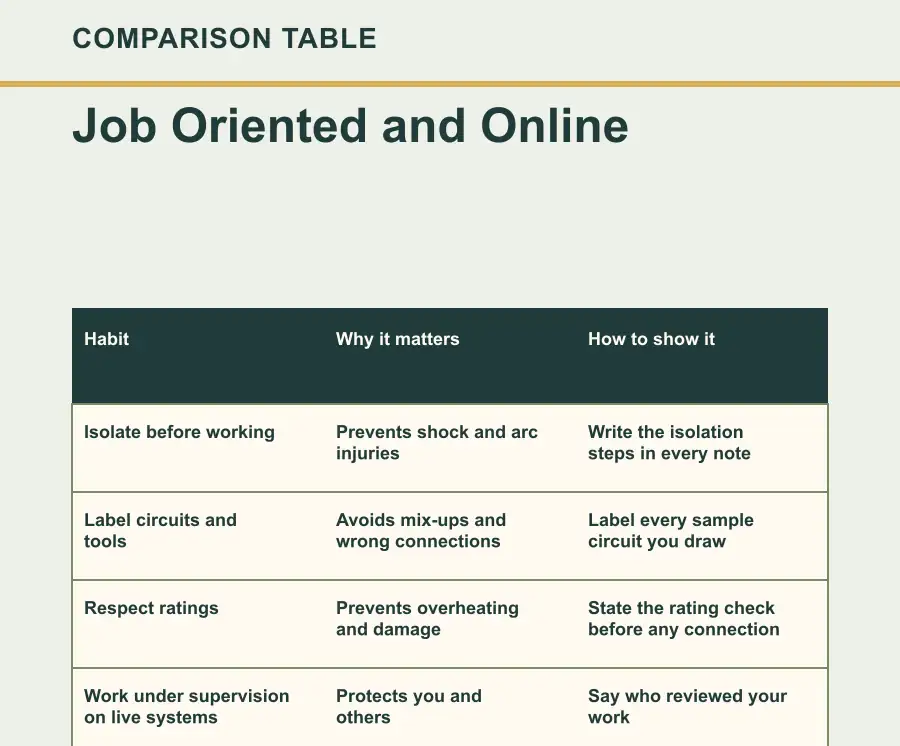 COMPARISON TABLE
Job Oriented and Online
Habit
Why it matters
How to show it
Isolate before working
Prevents shock and arc
injuries
Write the isolation
steps in every note
Label circuits and
tools
Avoids mix-ups and
wrong connections
Label every sample
circuit you draw
Respect ratings
Prevents overheating
and damage
State the rating check
before any connection
Work under supervision
on live systems
Protects you and
others
Say who reviewed your
work